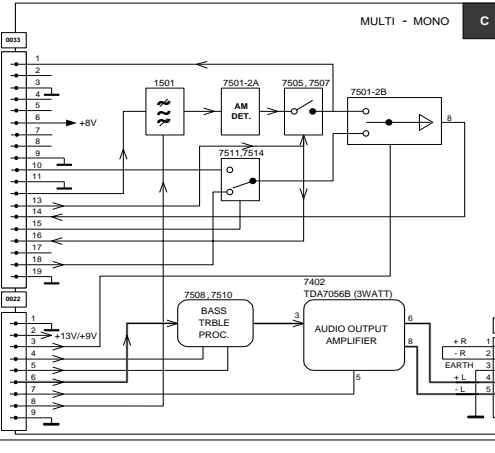 MULTI - MONO C
0033
1
2
3
4
5
6 +8V
7
8
9
10
11
13
14
15
16
17
18
19
1501
7501-2A
AM
DET.
7505,7507
7501-2B
8
7511,7514
0022
1
2 +13V/+9V
3
4
5
6
7
8
9
7508,7510
BASS
TRBLE
PROC.
3
7402
TDA7056B (3WATT)
AUDIO OUTPUT
AMPLIFIER
6
8
5
+ R 1
- R 2
EARTH 3
+ L 4
- L 5